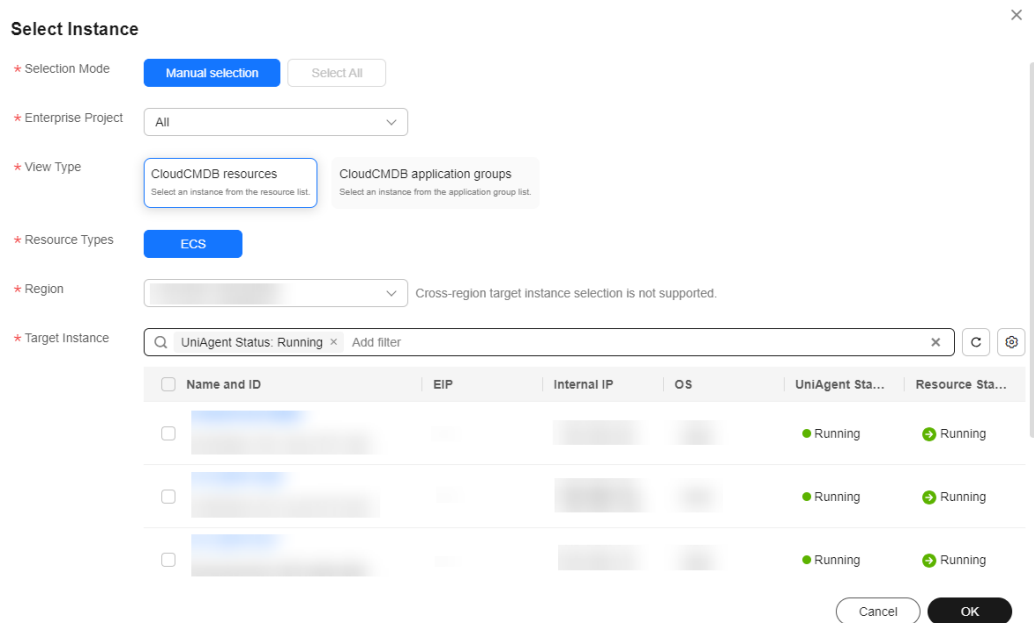 Select Instance
* Selection Mode
Manual selection
Select All
* Enterprise Project
All
* View Type
CloudCMDB resources
Select an instance from the resource list.
CloudCMDB application groups
Select an instance from the application group list.
* Resource Types
ECS
* Region
Cross-region target instance selection is not supported.
* Target Instance
UniAgent Status: Running × Add filter
Name and ID EIP Internal IP OS UniAgent Sta... Resource Sta...
Running Running
Running Running
Running Running
Cancel OK